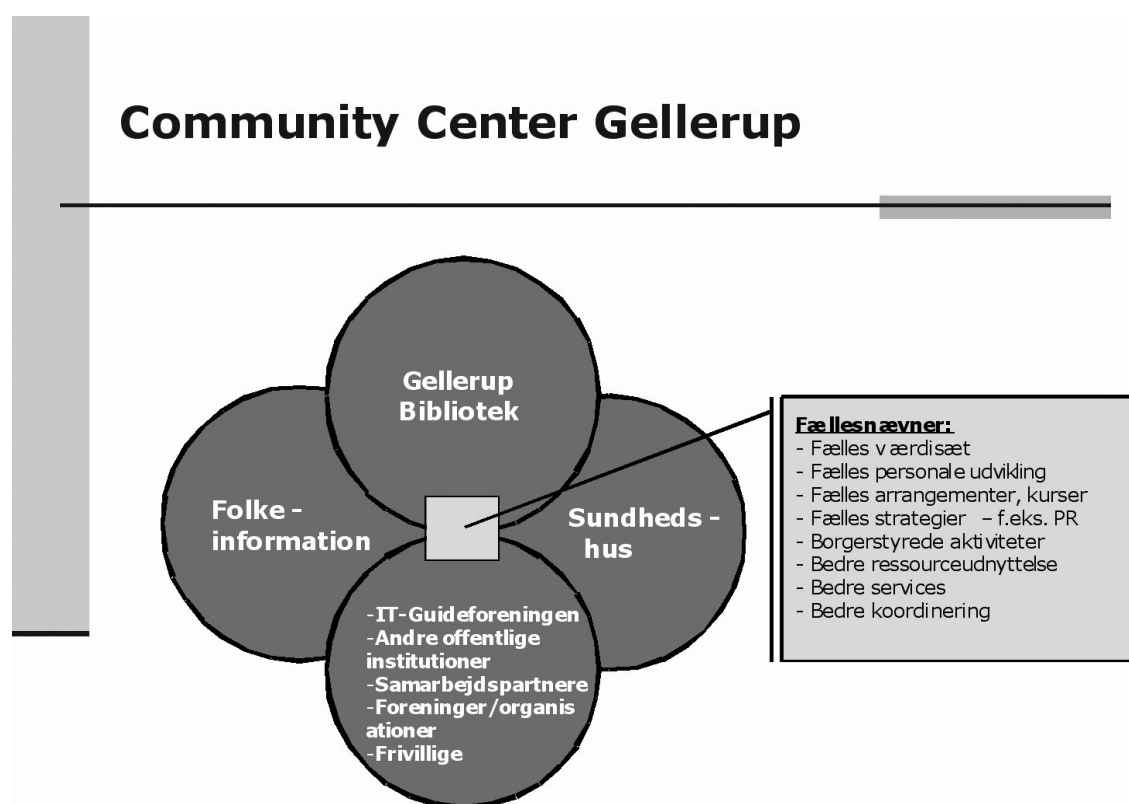 Community Center Gellerup
Gellerup
Bibliotek
Folke -
information
Sundheds -
hus
-IT-Guideforeningen
-Andre offentlige
institutioner
-Samarbejdspartnere
-Foreninger/organis
ationer
-Frivillige
Fællesnævner:
- Fælles værdisæt
- Fælles personale udvikling
- Fælles arrangementer, kurser
- Fælles strategier – f.eks. PR
- Borgerstyrede aktiviteter
- Bedre ressourceudnyttelse
- Bedre services
- Bedre koordinering